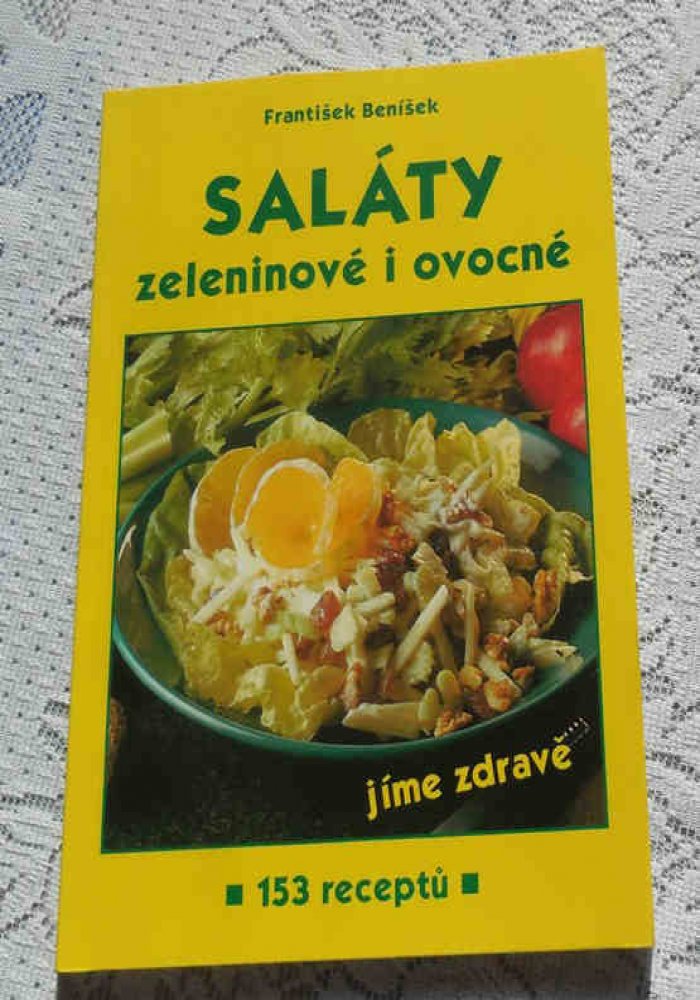 František Beníšek
SALÁTY
zeleninové i ovocné
jíme zdravě
▪ 153 receptů ▪